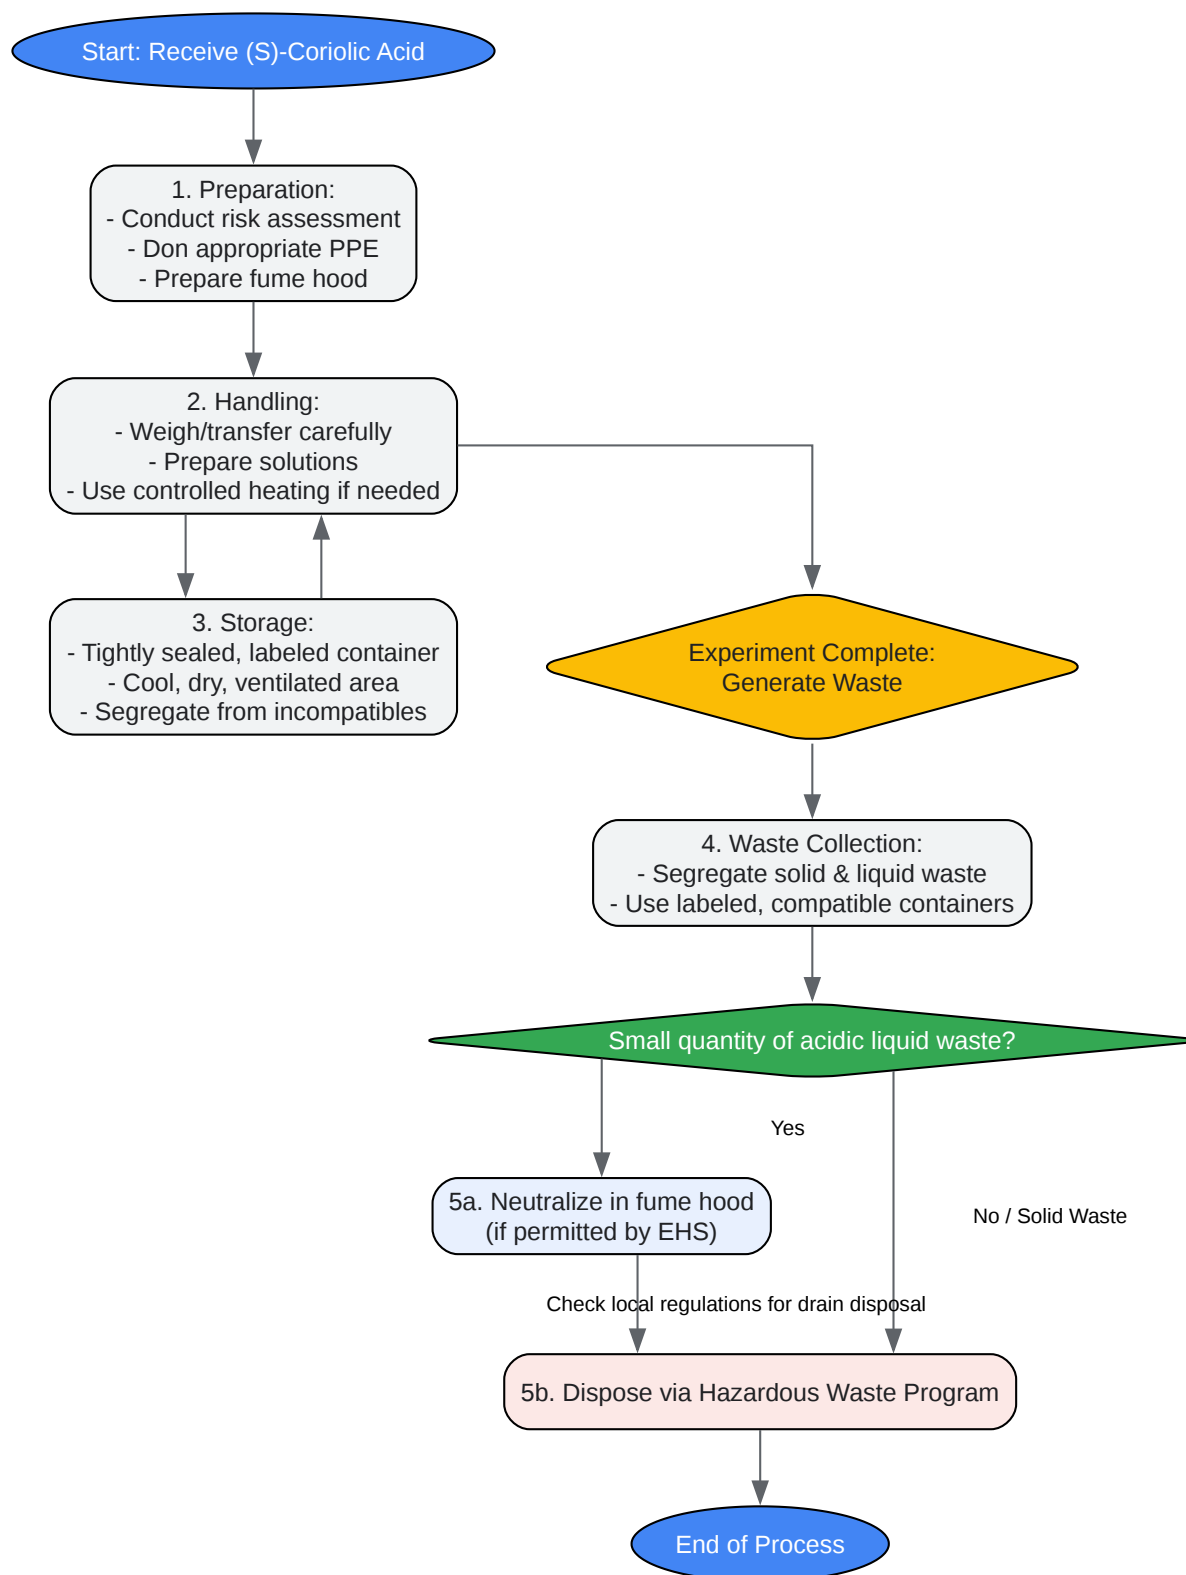 Start: Receive (S)-Coriolic Acid
1. Preparation:
- Conduct risk assessment
- Don appropriate PPE
- Prepare fume hood
2. Handling:
- Weigh/transfer carefully
- Prepare solutions
- Use controlled heating if needed
3. Storage:
- Tightly sealed, labeled container
- Cool, dry, ventilated area
- Segregate from incompatibles
Experiment Complete:
Generate Waste
4. Waste Collection:
- Segregate solid & liquid waste
- Use labeled, compatible containers
Small quantity of acidic liquid waste?
Yes
No / Solid Waste
5a. Neutralize in fume hood
(if permitted by EHS)
Check local regulations for drain disposal
5b. Dispose via Hazardous Waste Program
End of Process